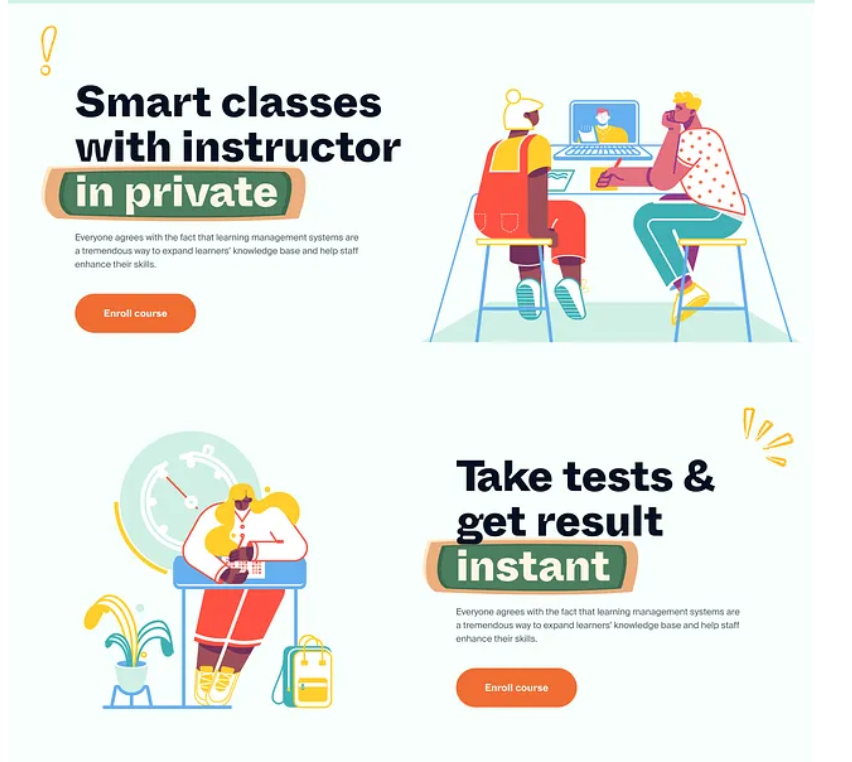 Smart classes
with instructor
in private
Everyone agrees with the fact that learning management systems are
a tremendous way to expand learners' knowledge base and help staff
enhance their skills.
Enroll course
Take tests &
get result
instant
Everyone agrees with the fact that learning management systems are
a tremendous way to expand learners' knowledge base and help staff
enhance their skills.
Enroll course